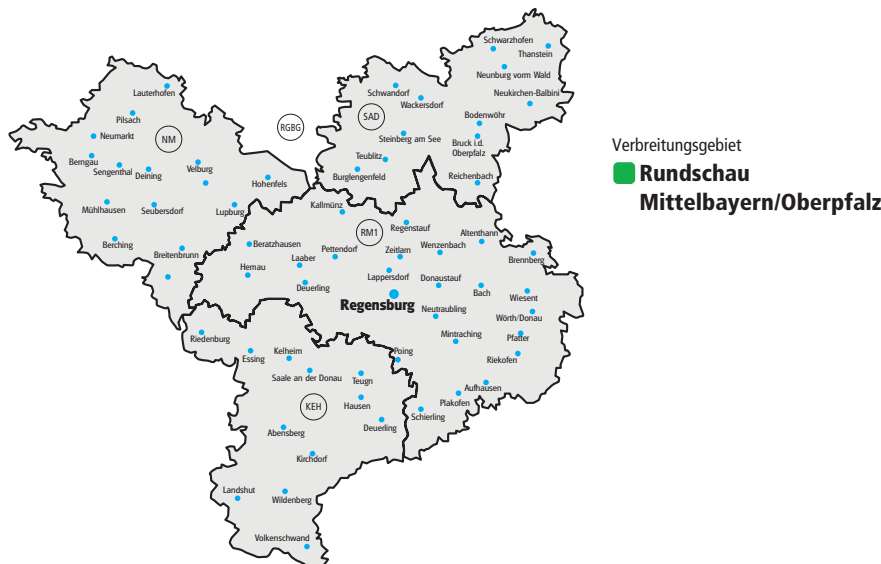 Schwarzhofen
Thanstein
Neunburg vorm Wald
Neukirchen-Balbini
Lauterhofen
Schwandorf
Wackersdorf
Pilsach
SAD
Bodenwöhr
RGBG
Neumarkt
NM
Steinberg am See
Bruck i.d.
Oberpfalz
Berngau
Sengenthal
Deining
Velburg
Teublitz
Burglengenfeld
Reichenbach
Hohenfels
Mühlhausen
Seubersdorf
Lupburg
Kallmünz
Regenstauf
Altenthann
RM1
Berching
Breitenbrunn
Beratzhausen
Pettendorf
Zeitlarn
Wenzenbach
Brennberg
Hemau
Laaber
Deuerling
Lappersdorf
Donaustauf
Bach
Wiesent
Regensburg
Neutraubling
Wörth/Donau
Riedenburg
Mintraching
Pfatter
Essing
Kelheim
Poing
Riekofen
Saale an der Donau
Teugn
Aufhausen
KEH
Hausen
Plakofen
Schierling
Abensberg
Deuerling
Kirchdorf
Landshut
Wildenberg
Volkenschwand
Verbreitungsgebiet
Rundschau
Mittelbayern/Oberpfalz